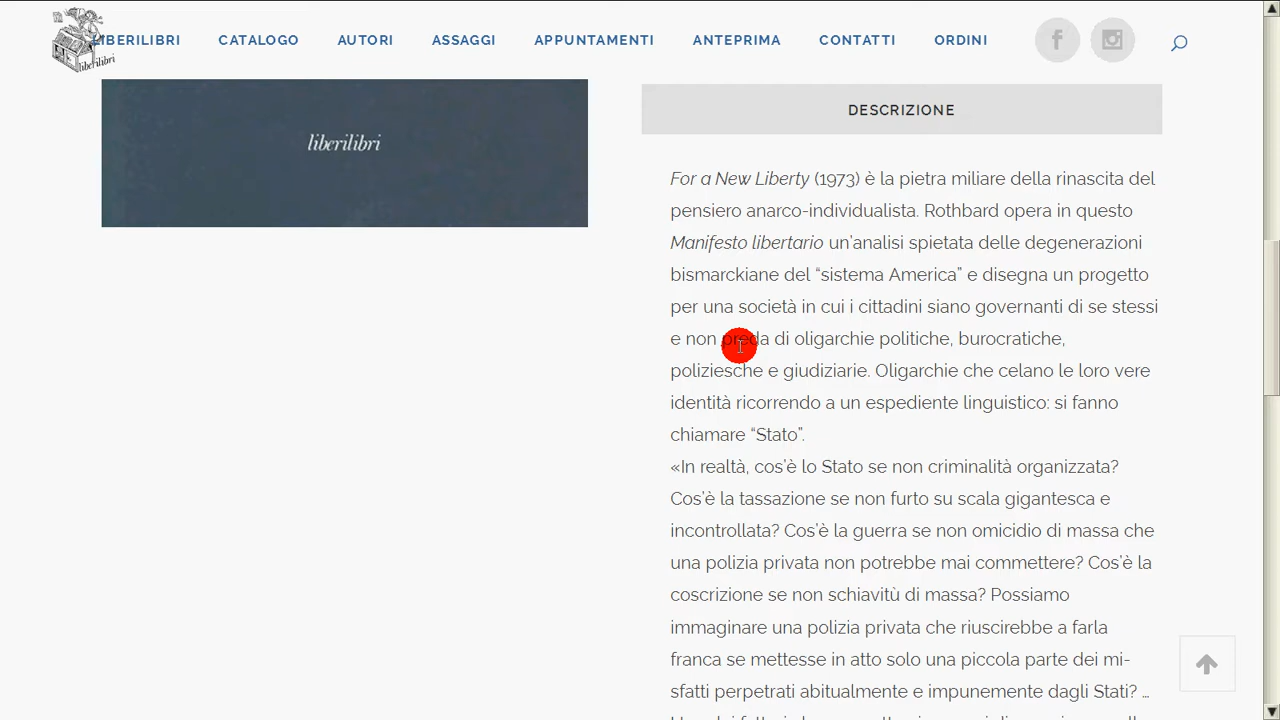 LIBERILIBRI CATALOGO AUTORI ASSAGGI APPUNTAMENTI ANTEPRIMA CONTATTI ORDINI
liberilibri
liberilibri
DESCRIZIONE
For a New Liberty (1973) è la pietra miliare della rinascita del
pensiero anarco-individualista. Rothbard opera in questo
Manifesto libertario un’analisi spietata delle degenerazioni
bismarckiane del “sistema America” e disegna un progetto
per una società in cui i cittadini siano governanti di se stessi
e non preda di oligarchie politiche, burocratiche,
poliziesche e giudiziarie. Oligarchie che celano le loro vere
identità ricorrendo a un espediente linguistico: si fanno
chiamare “Stato”.
«In realtà, cos’è lo Stato se non criminalità organizzata?
Cos’è la tassazione se non furto su scala gigantesca e
incontrollata? Cos’è la guerra se non omicidio di massa che
una polizia privata non potrebbe mai commettere? Cos’è la
coscrizione se non schiavitù di massa? Possiamo
immaginare una polizia privata che riuscirebbe a farla
franca se mettesse in atto solo una piccola parte dei mi-
sfatti perpetrati abitualmente e impunemente dagli Stati? …